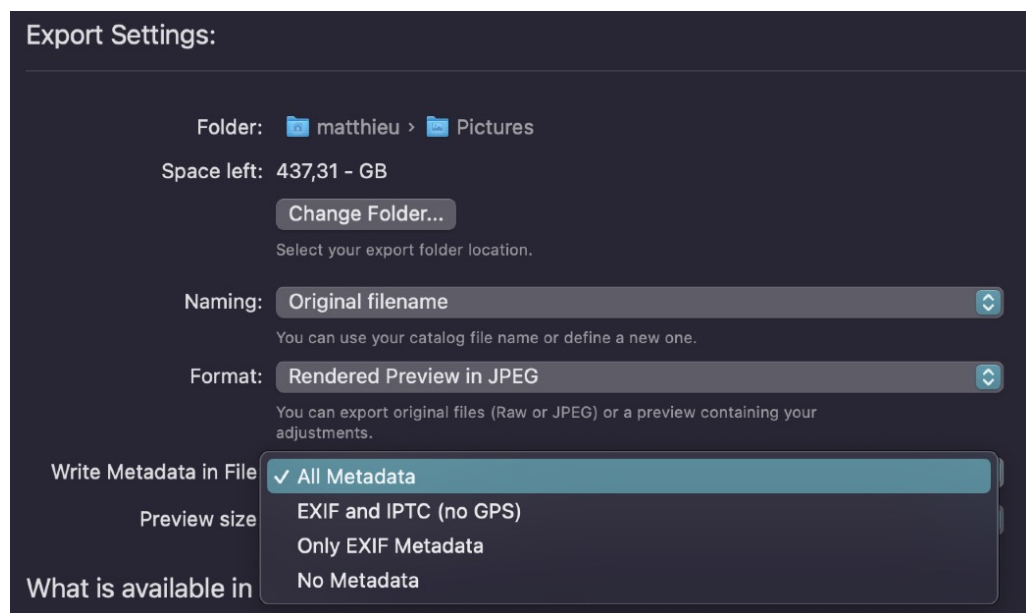 Export Settings:
Folder: matthieu › Pictures
Space left: 437,31 - GB
Change Folder...
Select your export folder location.
Naming: Original filename
You can use your catalog file name or define a new one.
Format: Rendered Preview in JPEG
You can export original files (Raw or JPEG) or a preview containing your
adjustments.
Write Metadata in File ✓ All Metadata
EXIF and IPTC (no GPS)
Preview size
Only EXIF Metadata
No Metadata
What is available in